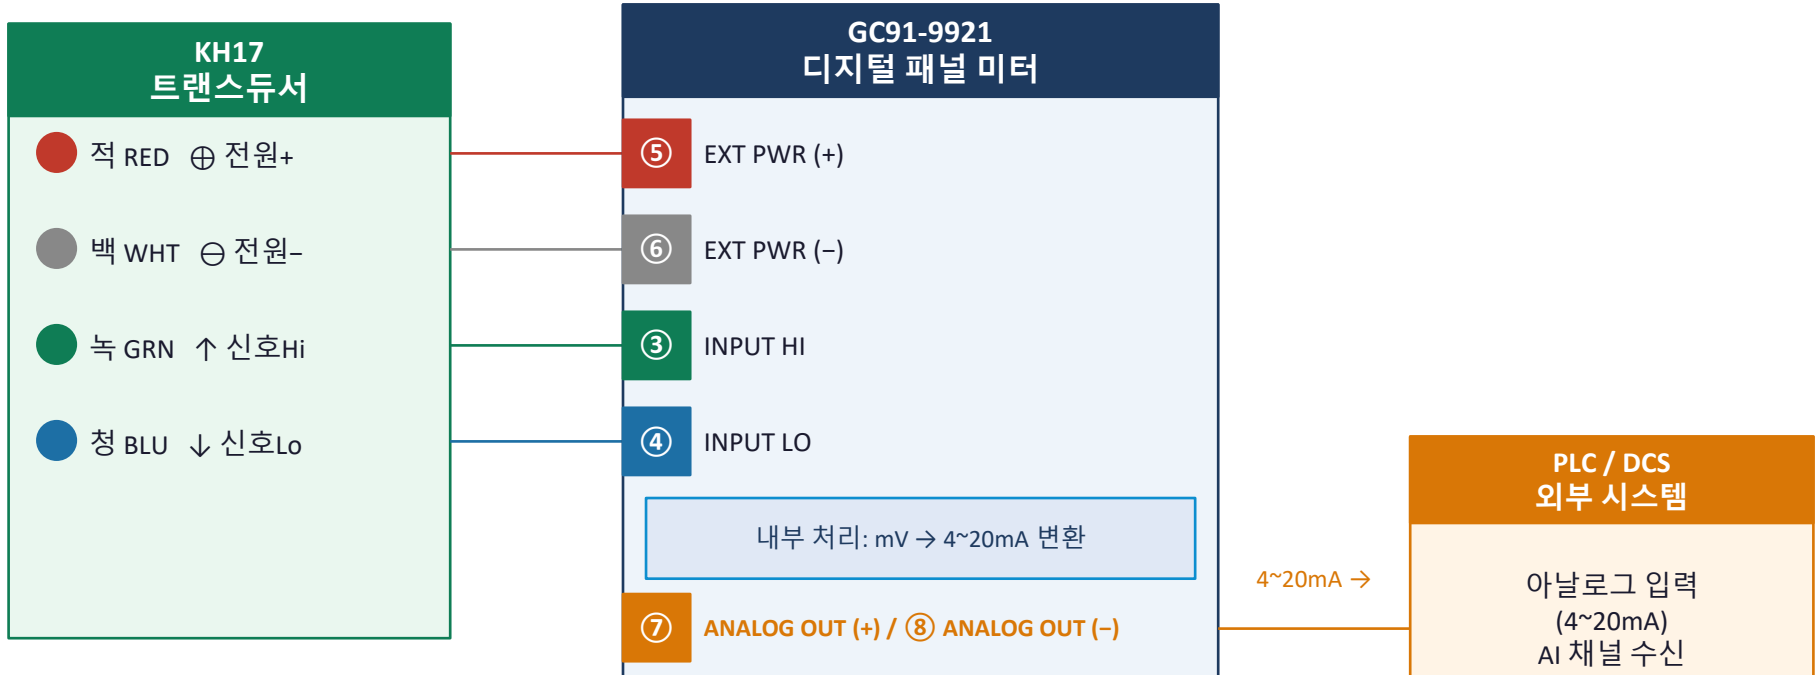 KH17
트랜스듀서
적 RED ⊕ 전원+
백 WHT ⊖ 전원−
녹 GRN ↑ 신호Hi
청 BLU ↓ 신호Lo
GC91-9921
디지털 패널 미터
⑤ EXT PWR (+)
⑥ EXT PWR (−)
③ INPUT HI
④ INPUT LO
내부 처리: mV → 4~20mA 변환
⑦ ANALOG OUT (+) / ⑧ ANALOG OUT (−)
4~20mA →
PLC / DCS
외부 시스템
아날로그 입력
(4~20mA)
AI 채널 수신